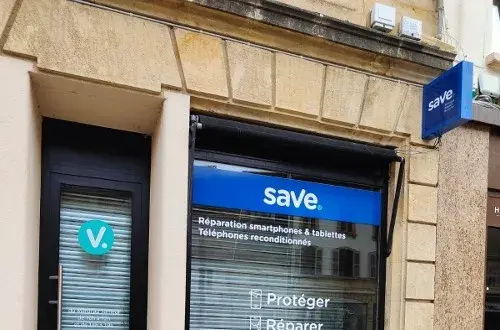 save.
save.
Réparation smartphones & tablettes
Téléphones reconditionnés
V.
Protéger
Réparer
H